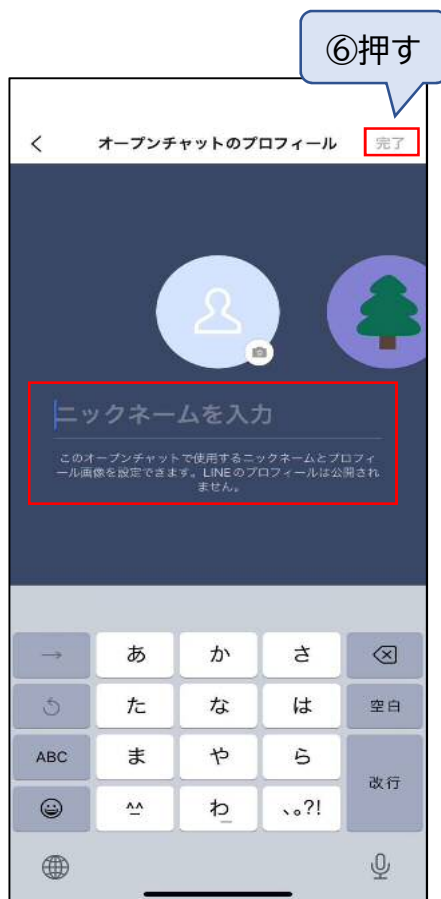 ⑥押す
オープンチャットのプロフィール 完了
ニックネームを入力
このオープンチャットで使用するニックネームとプロフィ
ール画像を設定できます。LINEのプロフィールは公開され
ません。
→ あ か さ
た な は 空白
ABC ま や ら 改行
^^ わ 、。?!